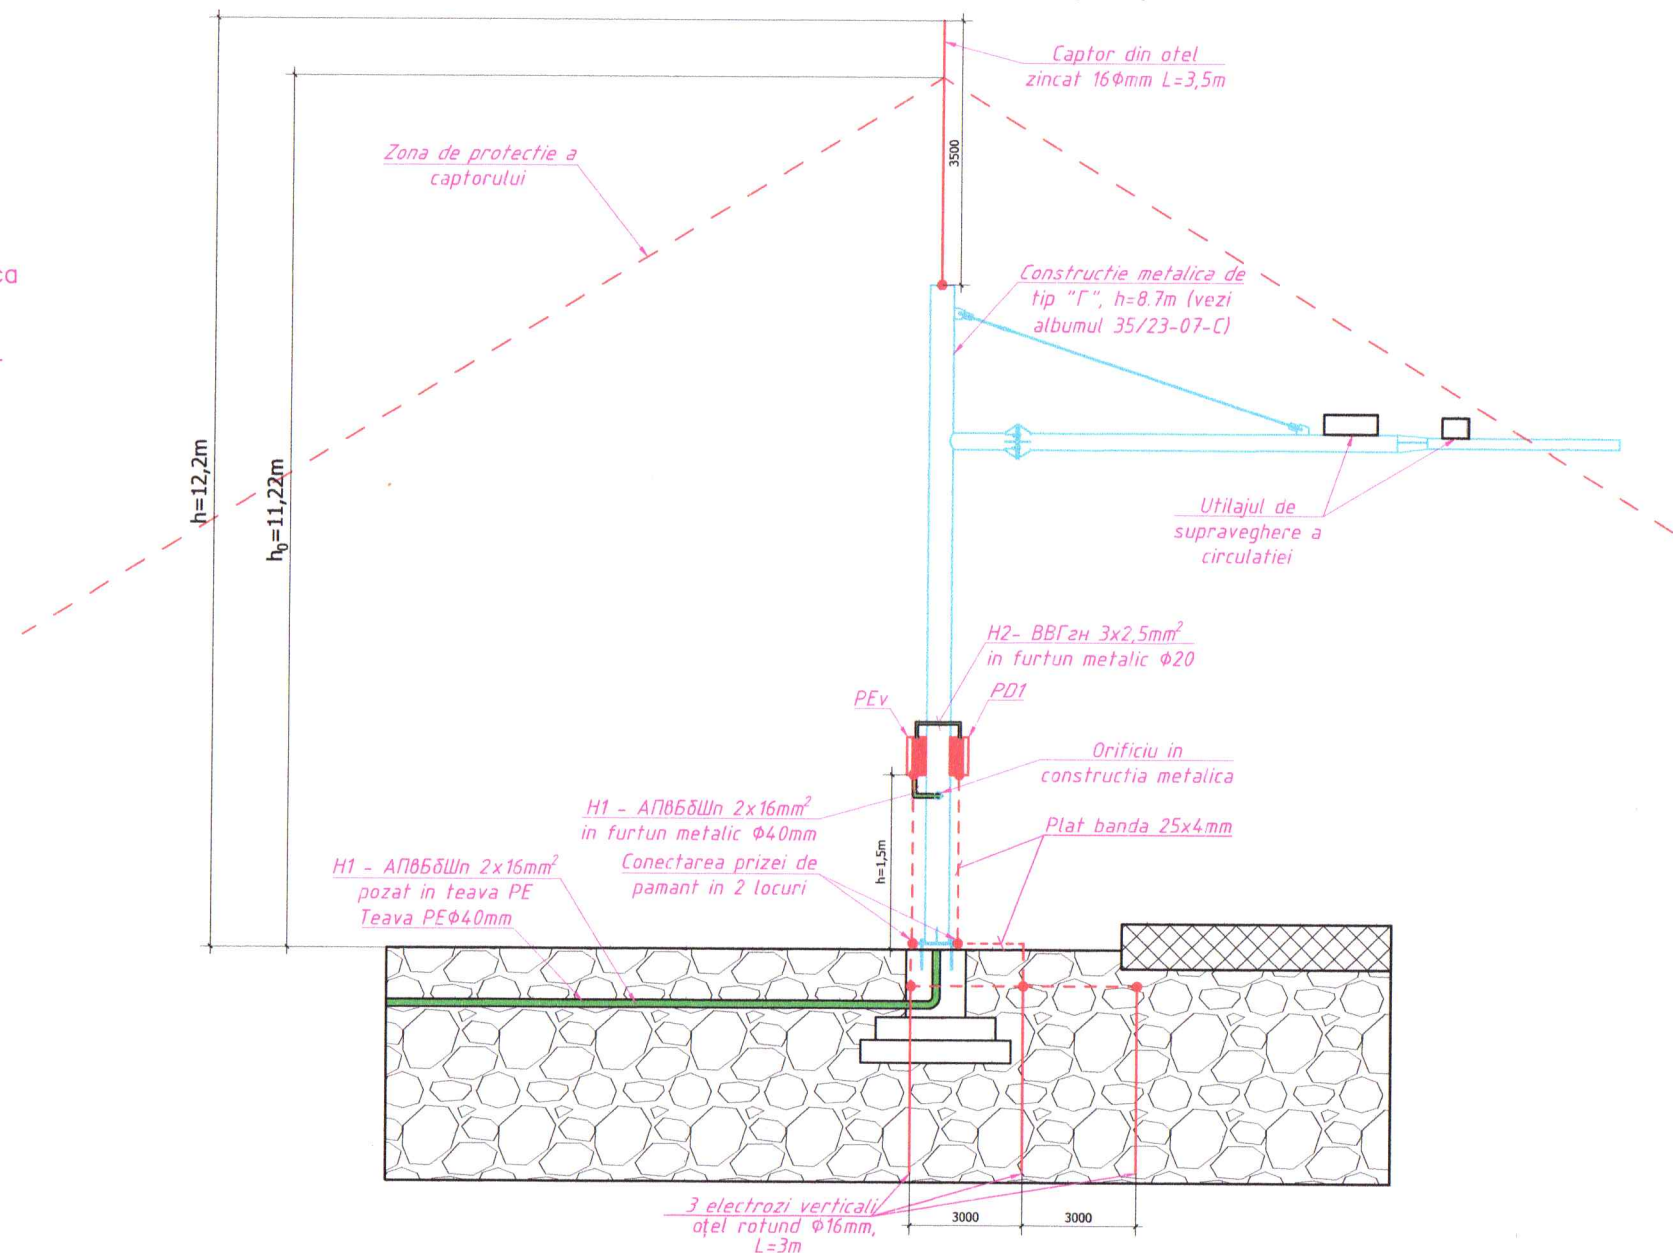 Captor din otel
zincat 16Φmm L=3,5m
3500
Zona de protectie a
captorului
ca
Constructie metalica de
tip "Г", h=8.7m (vezi
albumul 35/23-07-C)
h=12,2m
h₀=11,22m
Utilajul de
supraveghere a
circulatiei
H2- ВВГгн 3x2,5mm²
in furtun metalic Φ20
PEv
PD1
Orificiu in
constructia metalica
H1 - АПвБбШп 2x16mm²
in furtun metalic Φ40mm
Plat banda 25x4mm
h=1,5m
Conectarea prizei de
pamant in 2 locuri
H1 - АПвБбШп 2x16mm²
pozat in teava PE
Teava PEΦ40mm
3 electrozi verticali
oțel rotund Φ16mm,
L=3m
3000
3000